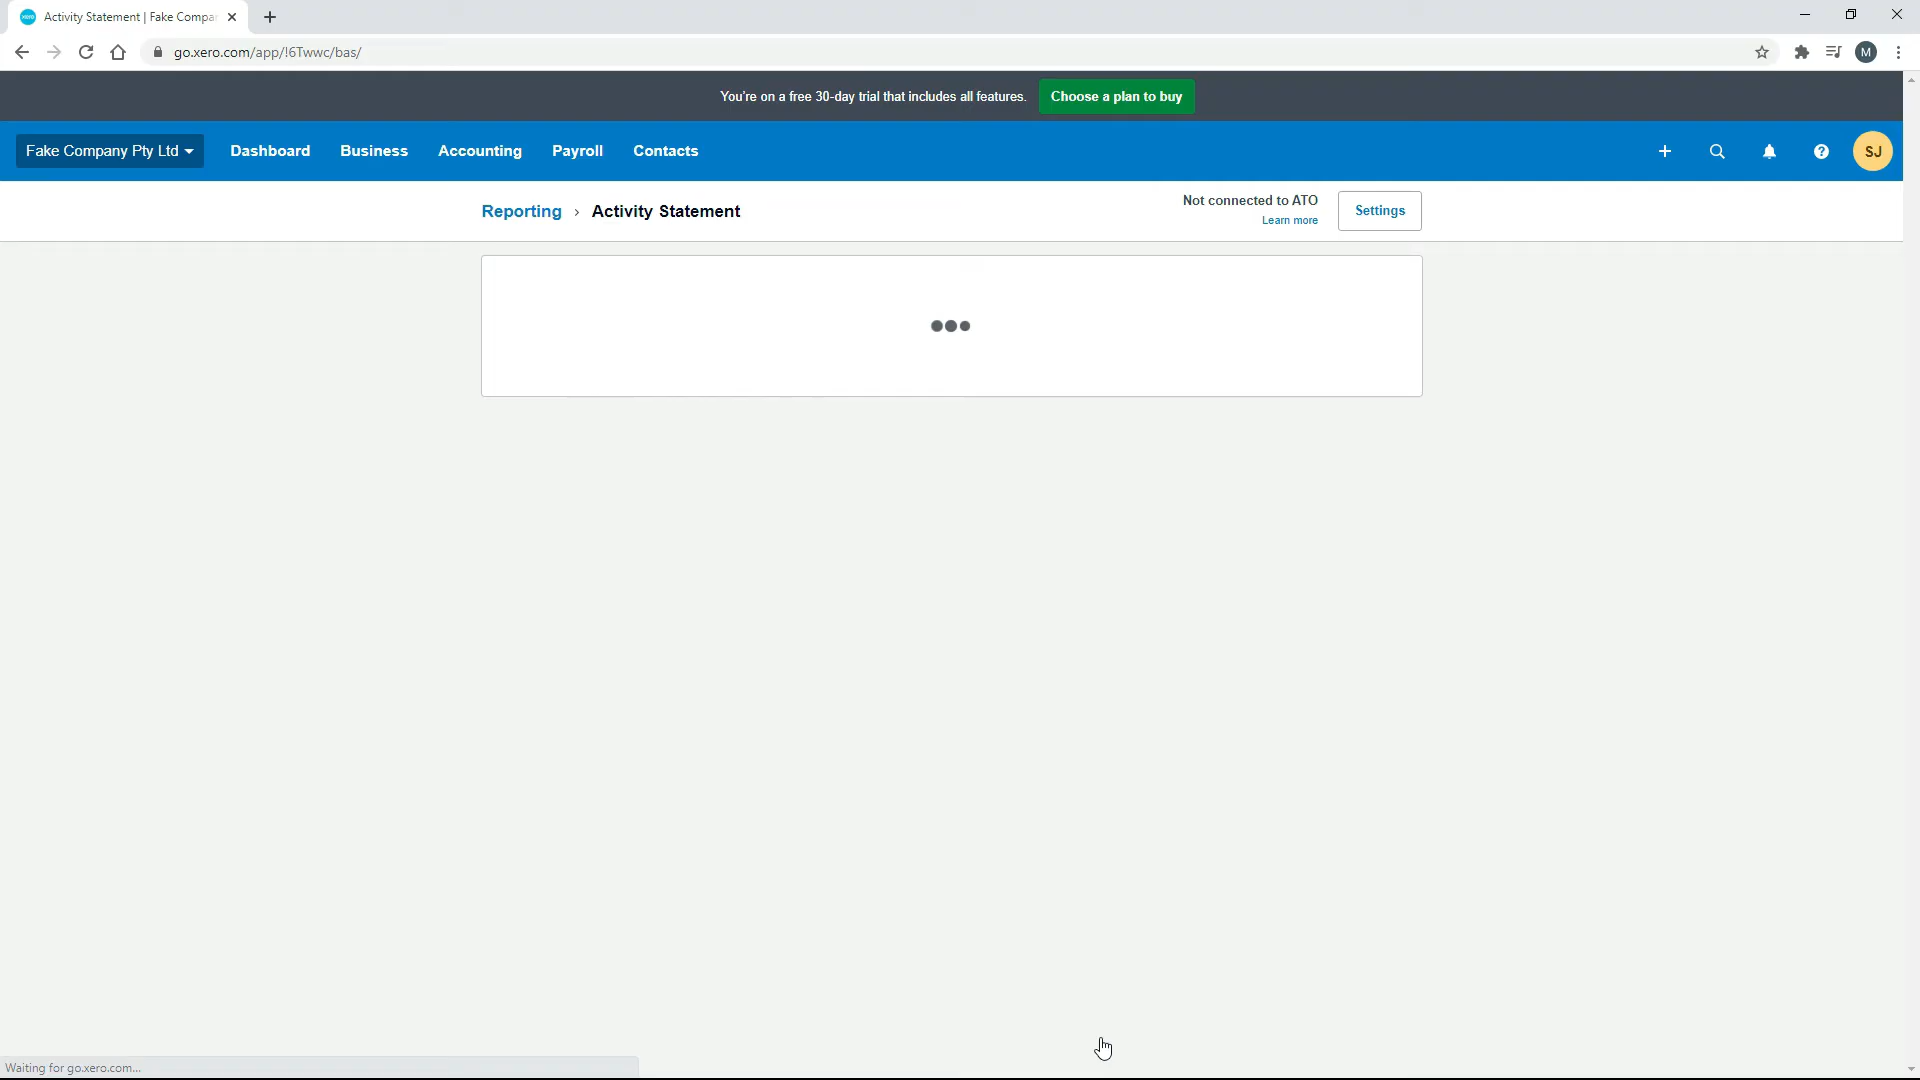 Activity Statement | Fake Compa
go.xero.com/app/!6Twwc/bas/
M
You're on a free 30-day trial that includes all features.
Choose a plan to buy
Fake Company Pty Ltd
Dashboard
Business
Accounting
Payroll
Contacts
SJ
Reporting › Activity Statement
Not connected to ATO
Learn more
Settings
Waiting for go.xero.com...